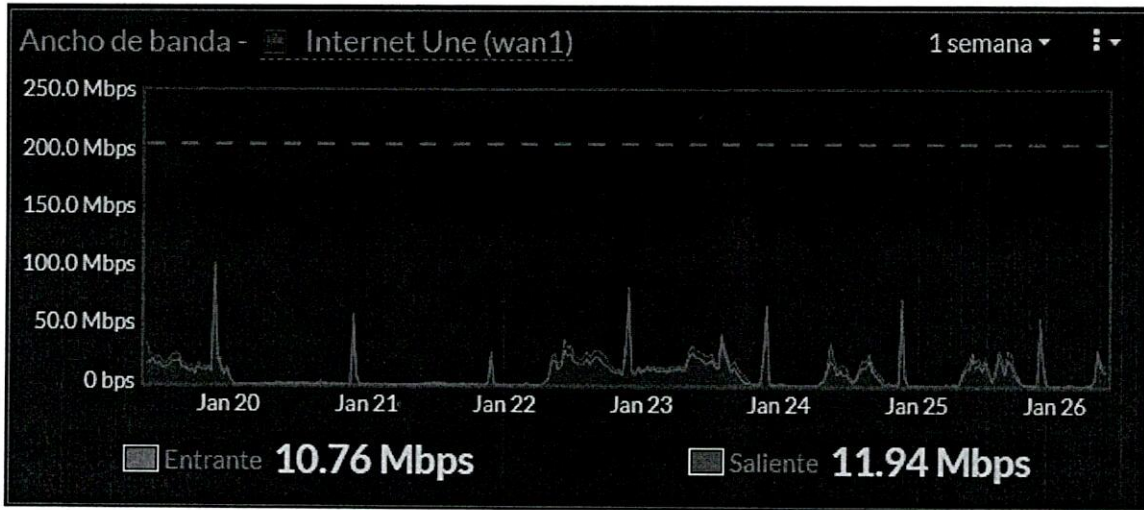 Ancho de banda - Internet Une (wan1)
1 semana
250.0 Mbps
200.0 Mbps
150.0 Mbps
100.0 Mbps
50.0 Mbps
0 bps
Jan 20 Jan 21 Jan 22 Jan 23 Jan 24 Jan 25 Jan 26
Entrante 10.76 Mbps Saliente 11.94 Mbps